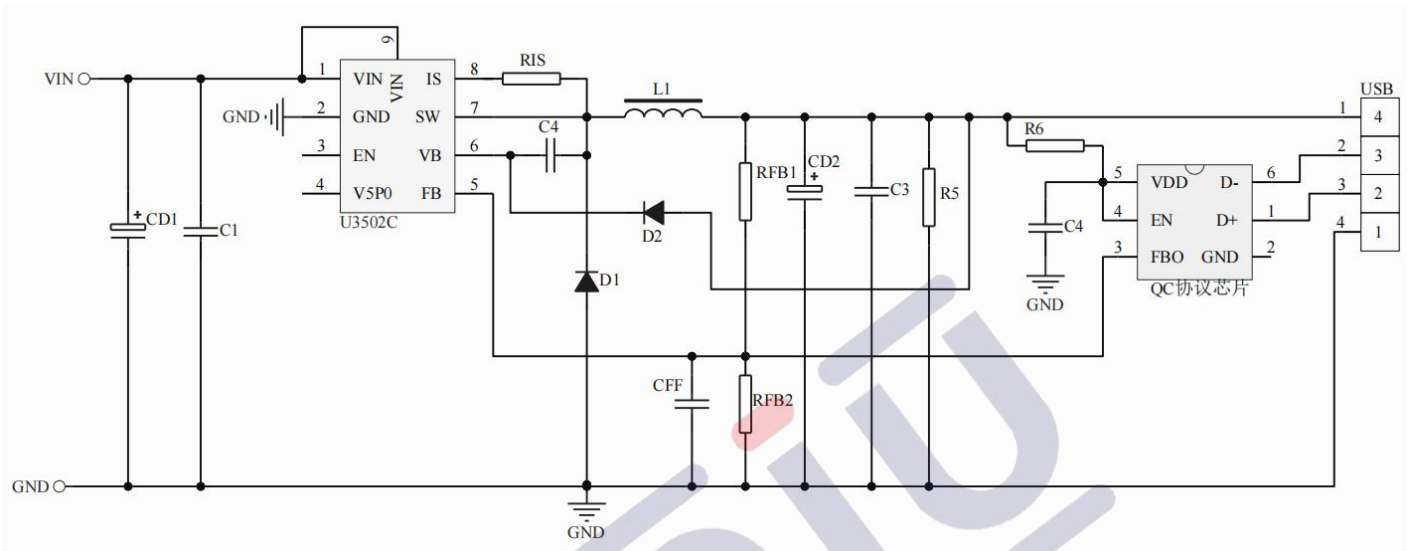 VIN
GND
CD1
C1
9
1 VIN VIN IS 8
GND 2 GND SW 7
3 EN VB 6
4 V5P0 FB 5
U3502C
RIS
C4
L1
D2
D1
RFB1
CD2
C3
R5
CFF
RFB2
GND
R6
C4
GND
5 VDD D- 6
4 EN D+ 1
3 FBO GND 2
QC协议芯片
USB
1 4
2 3
3 2
4 1
+
+
iU